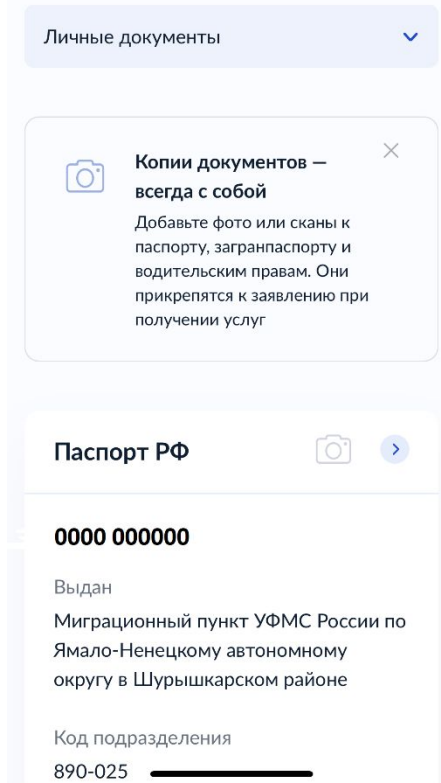 Личные документы
Копии документов —
всегда с собой
Добавьте фото или сканы к
паспорту, загранпаспорту и
водительским правам. Они
прикрепятся к заявлению при
получении услуг
Паспорт РФ
0000 000000
Выдан
Миграционный пункт УФМС России по
Ямало-Ненецкому автономному
округу в Шурышкарском районе
Код подразделения
890-025